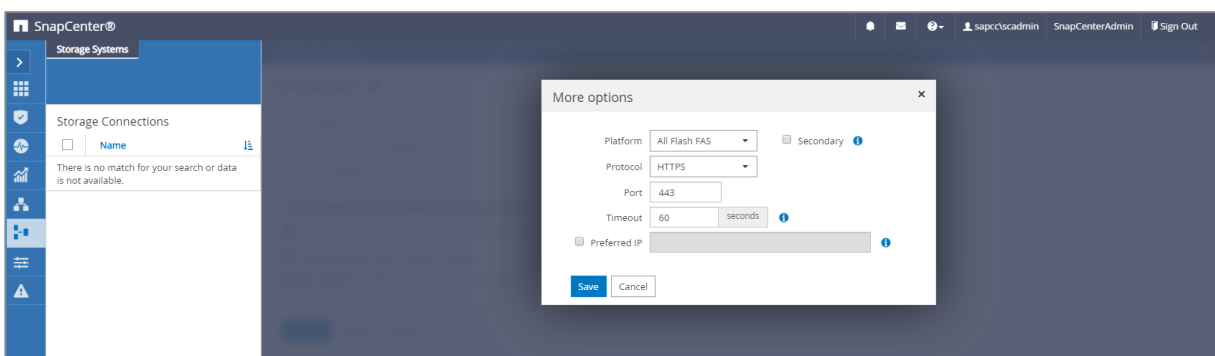 SnapCenter®
sapcc\scadmin SnapCenterAdmin Sign Out
Storage Systems
More options ×
Storage Connections
Platform All Flash FAS Secondary
Name
Protocol HTTPS
There is no match for your search or data
is not available.
Port 443
Timeout 60 seconds
Preferred IP
Save Cancel